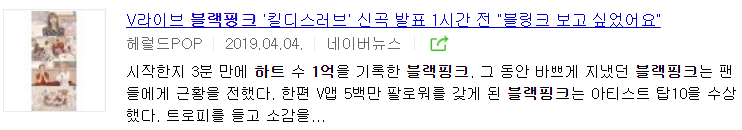 V라이브 블랙핑크 '킬디스러브' 신곡 발표 1시간 전 "블링크 보고 싶었어요"
헤럴드POP | 2019.04.04. | 네이버뉴스
시작한지 3분 만에 하트 수 1억을 기록한 블랙핑크. 그 동안 바쁘게 지냈던 블랙핑크는 팬
들에게 근황을 전했다. 한편 V앱 5백만 팔로워를 갖게 된 블랙핑크는 아티스트 탑10을 수상
했다. 트로피를 들고 소감을...